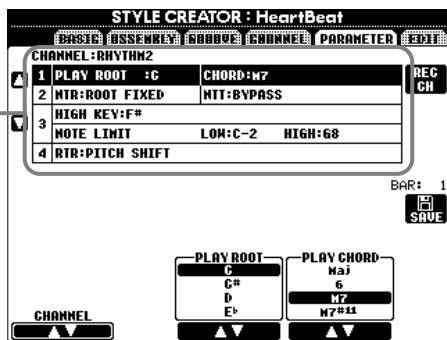 STYLE CREATOR : HeartBeat
BASIC ASSEMBLY GROOVE CHANNEL PARAMETER EDIT
CHANNEL:RHYTHM2
1 PLAY ROOT :C CHORD:M7
REC CH
2 NTR:ROOT FIXED NTT:BYPASS
3 HIGH KEY:F#
NOTE LIMIT LOW:C-2 HIGH:G8
4 RTR:PITCH SHIFT
BAR: 1
SAVE
PLAY ROOT PLAY CHORD
C Maj
C# 6
D M7
E♭ M7#11
CHANNEL